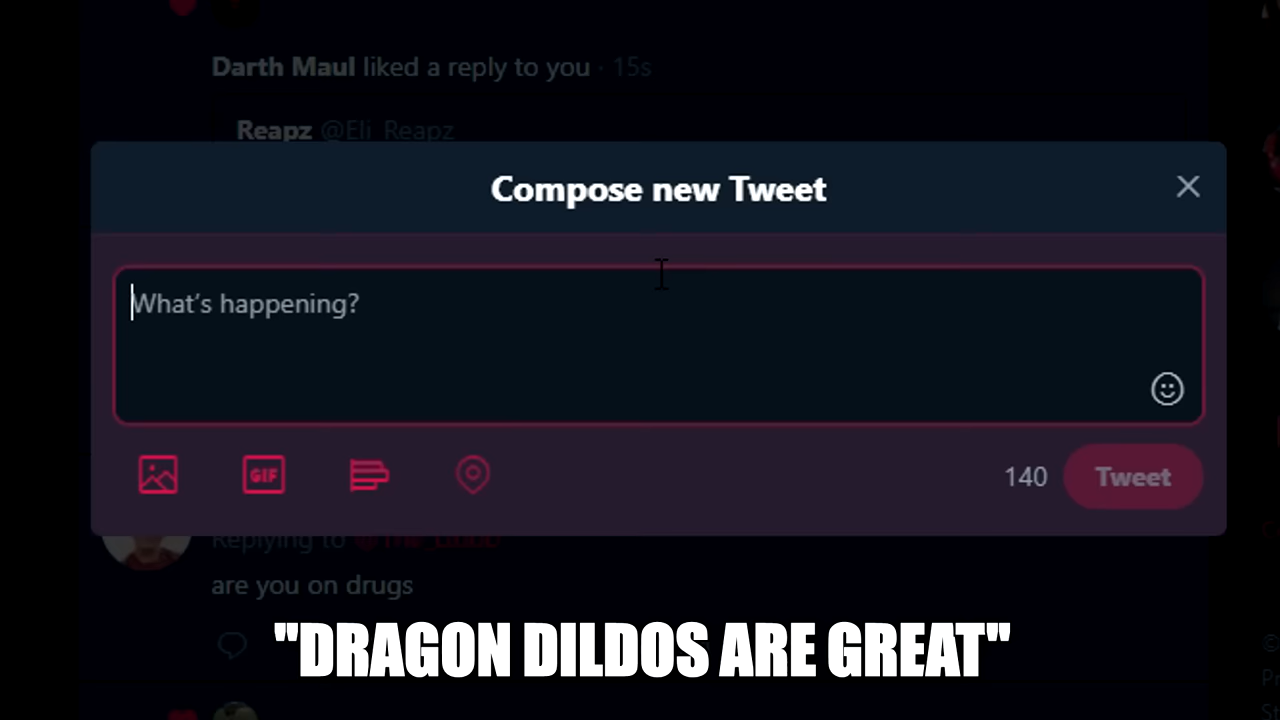 Darth Maul liked a reply to you · 15s
Reapz @Eli_Reapz
Compose new Tweet
What's happening?
GIF
140
Tweet
Replying to
are you on drugs
"DRAGON DILDOS ARE GREAT"